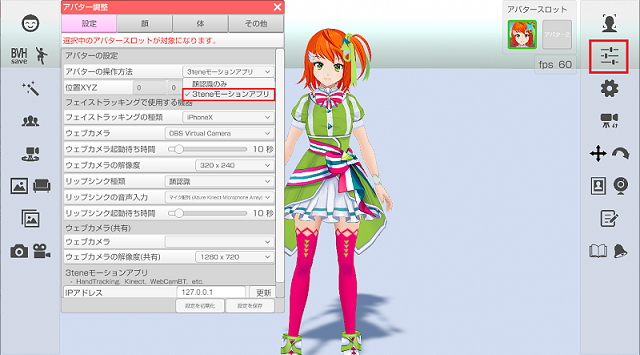 アバター調整
設定
顔
体
その他
選択中のアバタースロットが対象になります。
アバターの設定
アバターの操作方法
3teneモーションアプリ
顔認識のみ
✓3teneモーションアプリ
位置XYZ
0
0
フェイストラッキングで使用する機器
フェイストラッキングの種類
iPhoneX
ウェブカメラ
OBS Virtual Camera
ウェブカメラ起動待ち時間
10 秒
ウェブカメラの解像度
320 x 240
リップシンク種類
顔認識
リップシンクの音声入力
マイク配列 (Azure Kinect Microphone Array)
リップシンク起動待ち時間
10 秒
ウェブカメラ(共有)
ウェブカメラ
ウェブカメラの解像度(共有)
1280 x 720
3teneモーションアプリ
- HandTracking, Kinect, WebCamBT, etc.
IPアドレス
127.0.0.1
更新
設定を初期化
設定を保存
アバタースロット
アバター2
fps 60
BVH
save